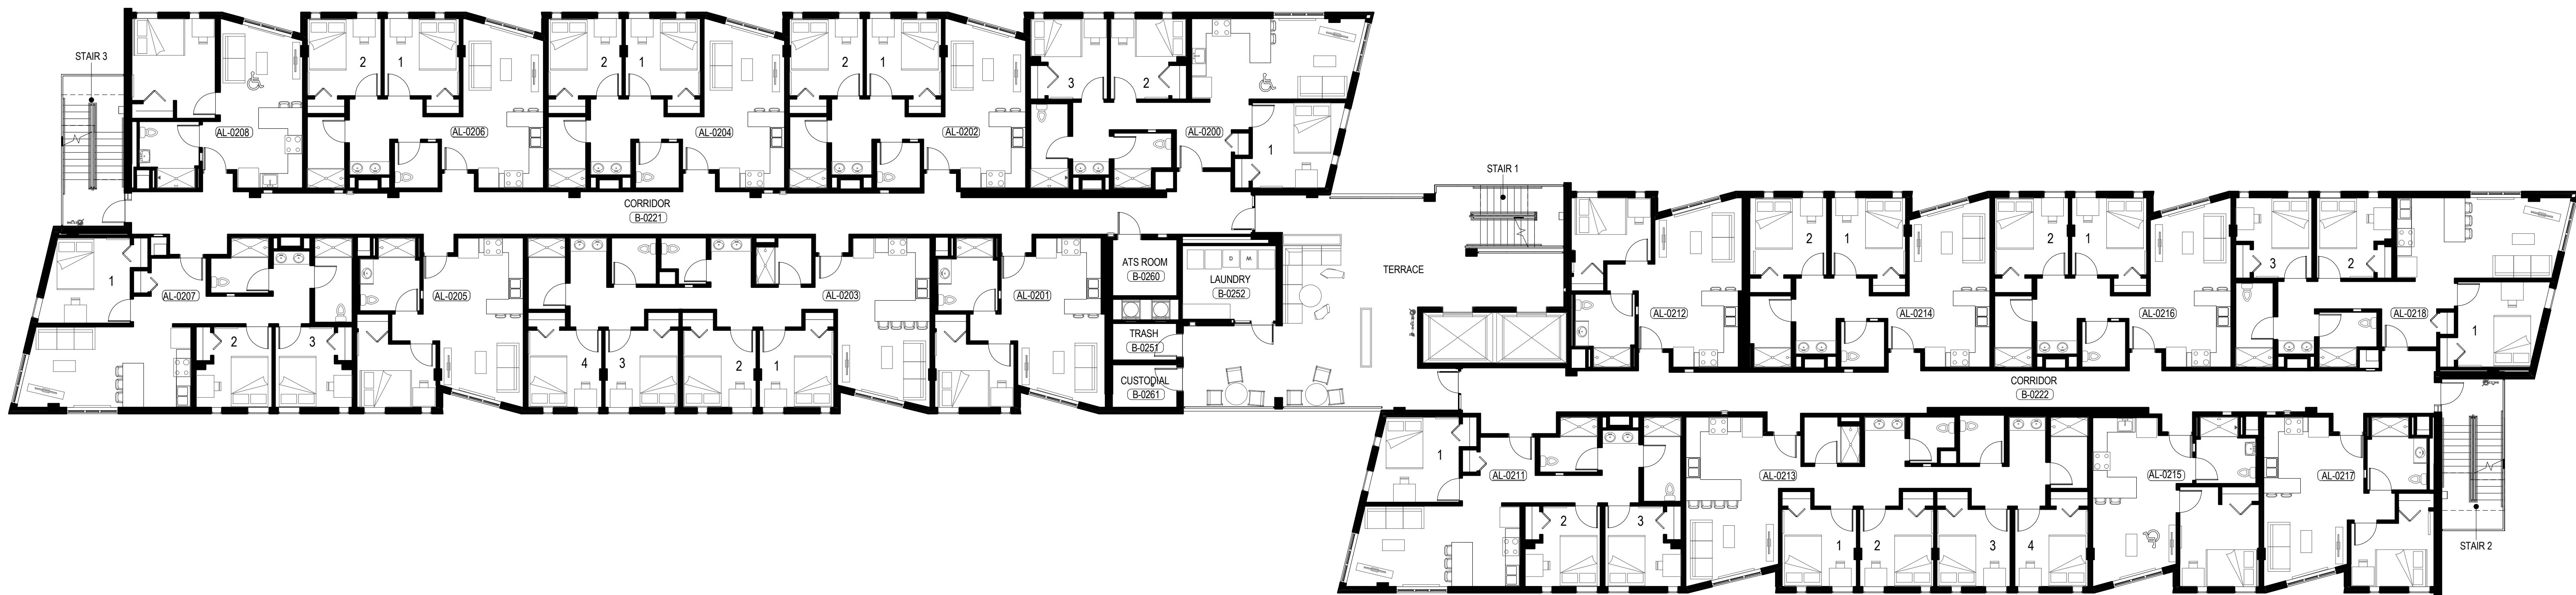 STAIR 3
2
1
2
1
2
1
3
2
AL-0208
AL-0206
AL-0204
AL-0202
AL-0200
1
STAIR 1
CORRIDOR
B-0221
1
AL-0207
AL-0205
AL-0203
AL-0201
2
3
4
3
2
1
ATS ROOM
B-0260
D
W
LAUNDRY
B-0252
TRASH
B-0251
CUSTODIAL
B-0261
TERRACE
2
1
2
1
3
2
AL-0212
AL-0214
AL-0216
AL-0218
1
CORRIDOR
B-0222
1
AL-0211
AL-0213
AL-0215
AL-0217
2
3
1
2
3
4
STAIR 2